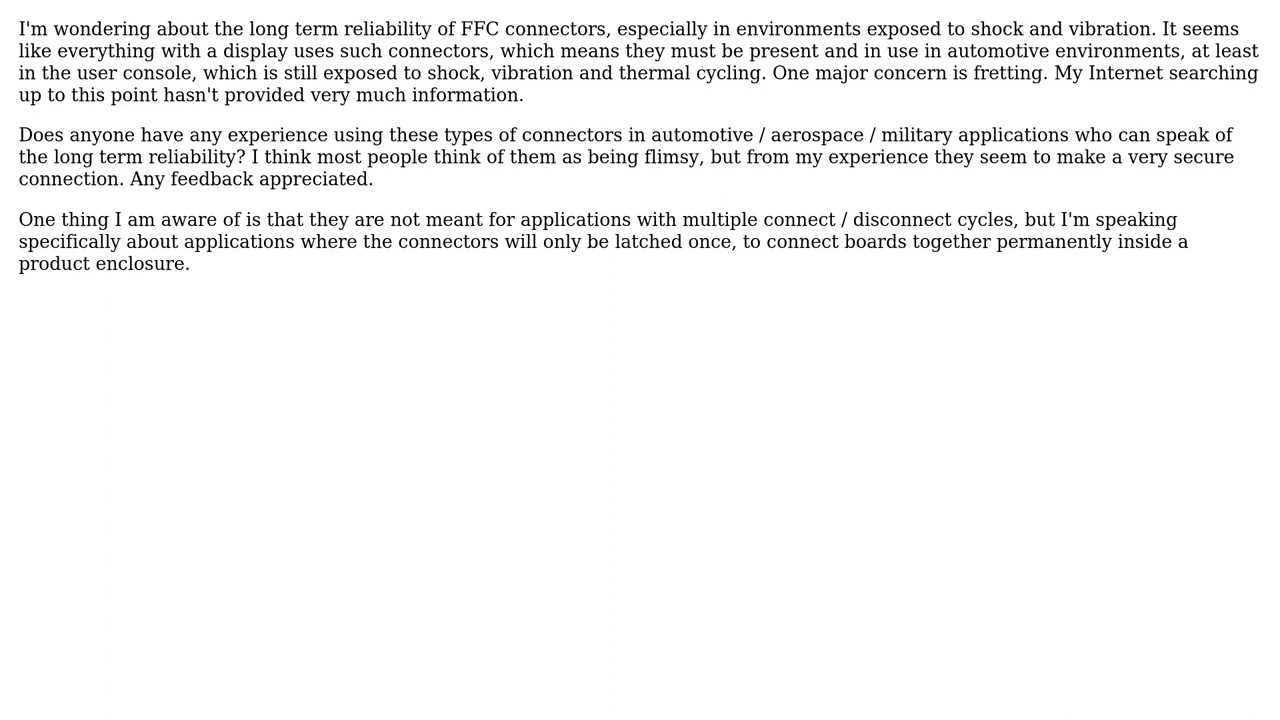 I'm wondering about the long term reliability of FFC connectors, especially in environments exposed to shock and vibration. It seems
like everything with a display uses such connectors, which means they must be present and in use in automotive environments, at least
in the user console, which is still exposed to shock, vibration and thermal cycling. One major concern is fretting. My Internet searching
up to this point hasn't provided very much information.
Does anyone have any experience using these types of connectors in automotive / aerospace / military applications who can speak of
the long term reliability? I think most people think of them as being flimsy, but from my experience they seem to make a very secure
connection. Any feedback appreciated.
One thing I am aware of is that they are not meant for applications with multiple connect / disconnect cycles, but I'm speaking
specifically about applications where the connectors will only be latched once, to connect boards together permanently inside a
product enclosure.